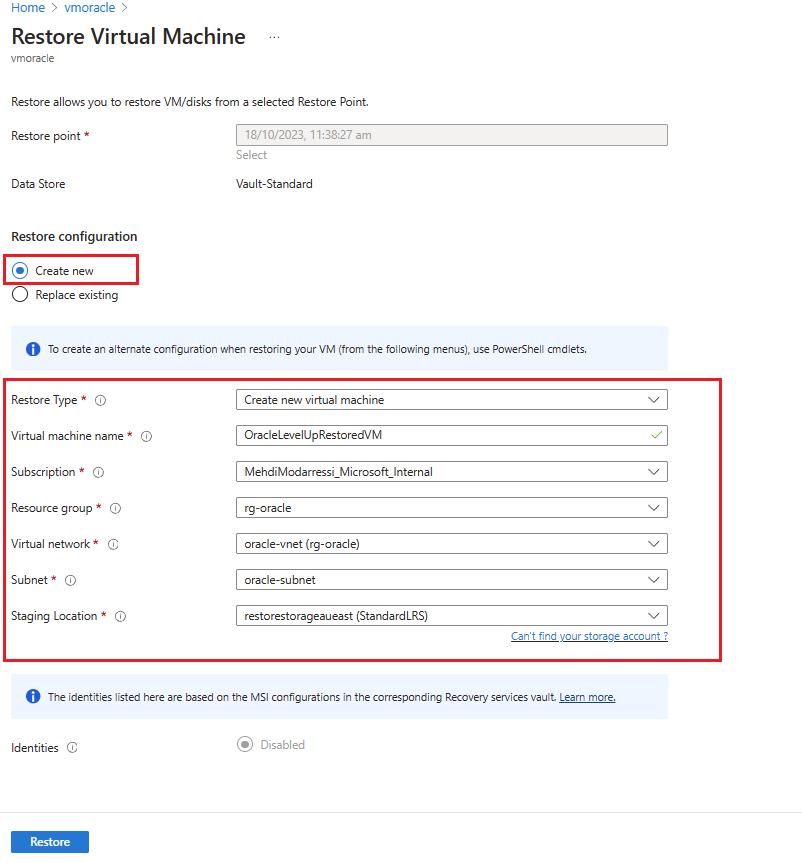 Home > vmoracle >
Restore Virtual Machine ...
vmoracle
Restore allows you to restore VM/disks from a selected Restore Point.
Restore point * 18/10/2023, 11:38:27 am
Select
Data Store Vault-Standard
Restore configuration
Create new
Replace existing
To create an alternate configuration when restoring your VM (from the following menus), use PowerShell cmdlets.
Restore Type * Create new virtual machine
Virtual machine name * OracleLevelUpRestoredVM
Subscription * MehdiModarressi_Microsoft_Internal
Resource group * rg-oracle
Virtual network * oracle-vnet (rg-oracle)
Subnet * oracle-subnet
Staging Location * restorestorageaueast (StandardLRS)
Can't find your storage account ?
The identities listed here are based on the MSI configurations in the corresponding Recovery services vault. Learn more.
Identities Disabled
Restore